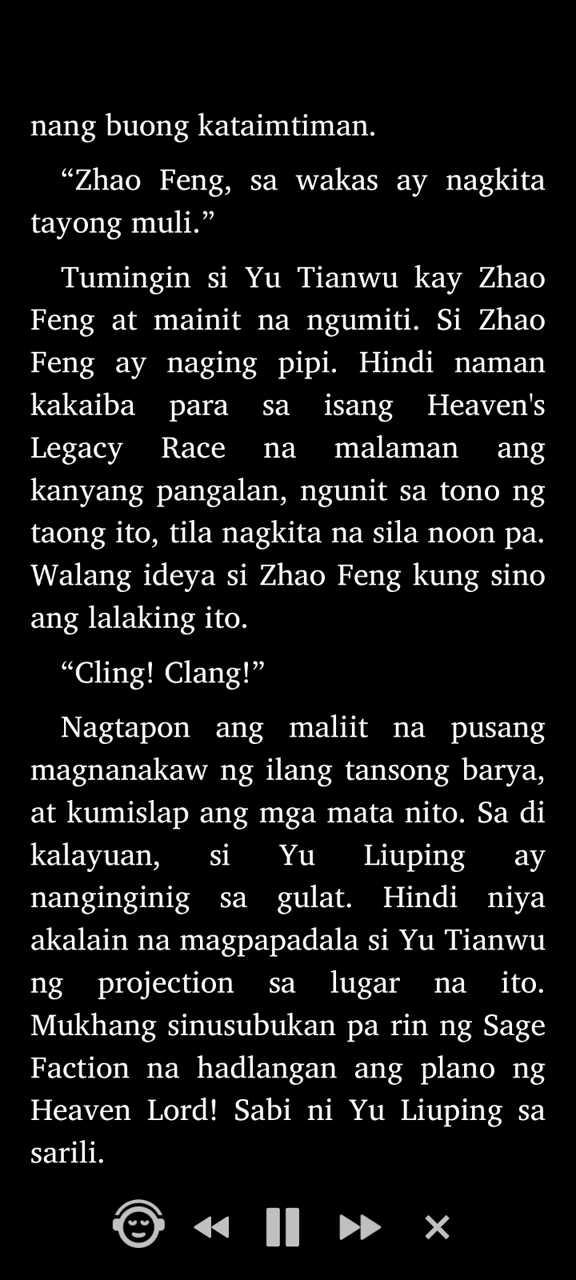 nang buong kataimtiman.
“Zhao Feng, sa wakas ay nagkita
tayong muli.”
Tumingin si Yu Tianwu kay Zhao
Feng at mainit na ngumiti. Si Zhao
Feng ay naging pipi. Hindi naman
kakaiba para sa isang Heaven's
Legacy Race na malaman ang
kanyang pangalan, ngunit sa tono ng
taong ito, tila nagkita na sila noon pa.
Walang ideya si Zhao Feng kung sino
ang lalaking ito.
“Cling! Clang!”
Nagtapon ang maliit na pusang
magnanakaw ng ilang tansong barya,
at kumislap ang mga mata nito. Sa di
kalayuan, si Yu Liuping ay
nanginginig sa gulat. Hindi niya
akalain na magpapadala si Yu Tianwu
ng projection sa lugar na ito.
Mukhang sinusubukan pa rin ng Sage
Faction na hadlangan ang plano ng
Heaven Lord! Sabi ni Yu Liuping sa
sarili.